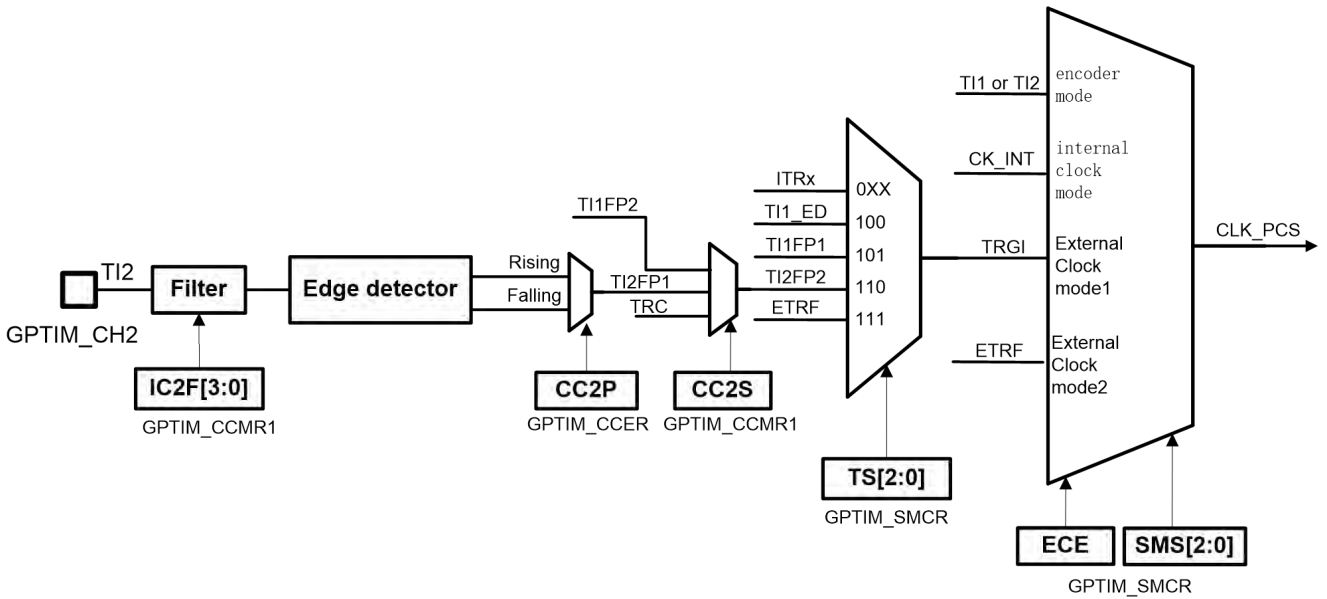 TI2
GPTIM_CH2
Filter
IC2F[3:0]
GPTIM_CCMR1
Edge detector
Rising
Falling
CC2P
GPTIM_CCER
TI1FP2
TI2FP1
TRC
CC2S
GPTIM_CCMR1
ITRx
TI1_ED
TI1FP1
TI2FP2
ETRF
0XX
100
101
110
111
TS[2:0]
GPTIM_SMCR
TI1 or TI2
CK_INT
TRGI
ETRF
encoder
mode
internal
clock
mode
External
Clock
mode1
External
Clock
mode2
ECE
SMS[2:0]
GPTIM_SMCR
CLK_PCS